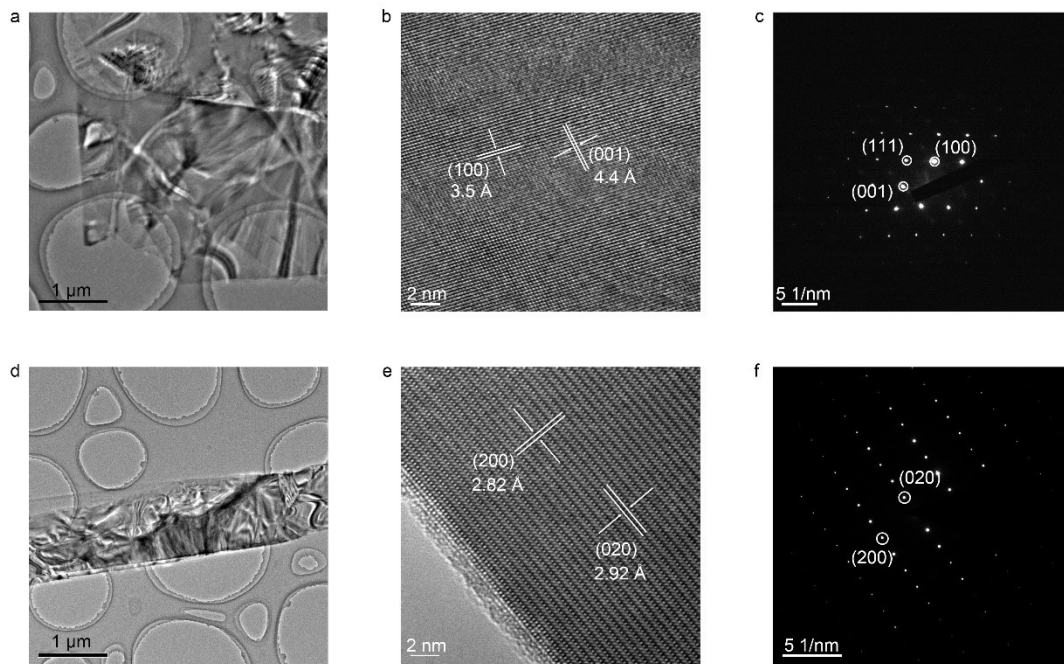 a
b
c
(100)
3.5 Å
(001)
4.4 Å
(111)
(100)
(001)
1 µm
2 nm
5 1/nm
d
e
f
(200)
2.82 Å
(020)
2.92 Å
(020)
(200)
1 µm
2 nm
5 1/nm